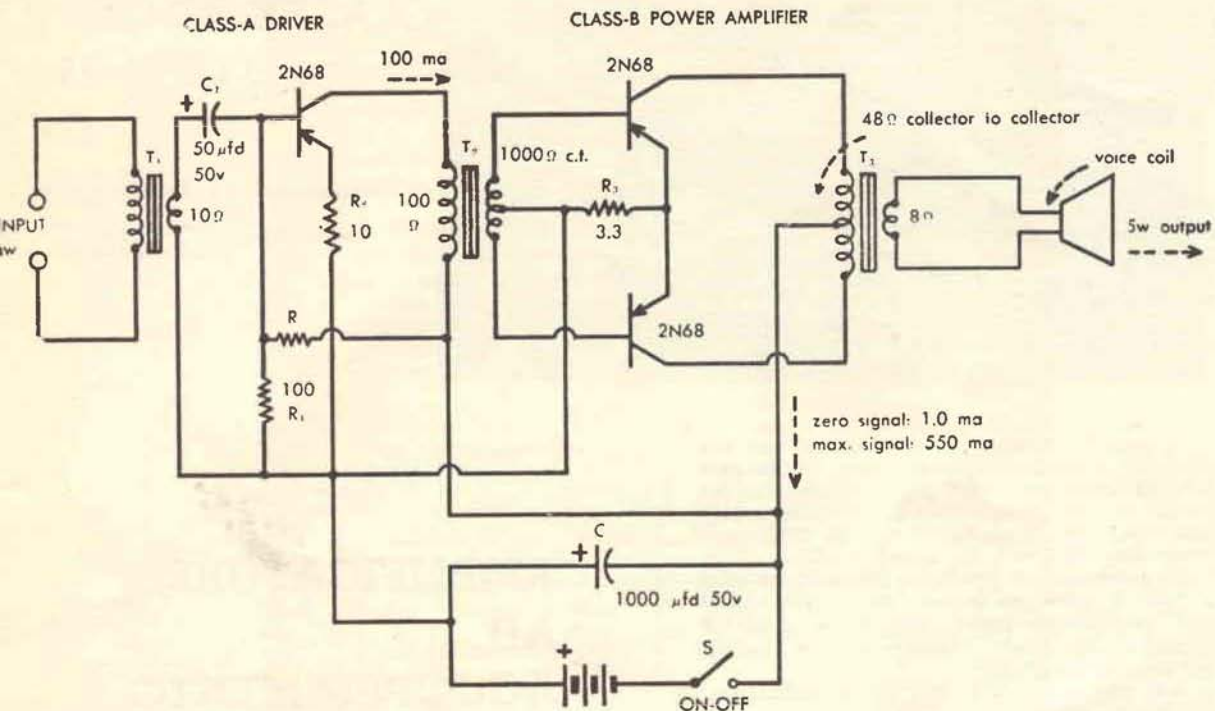 CLASS-A DRIVER
CLASS-B POWER AMPLIFIER
100 ma
2N68
2N68
C₁
+
50 μfd
50v
48Ω collector to collector
T₁
T₂
1000Ω c.t.
T₃
voice coil
INPUT
10Ω
R₂
10
100
Ω
R₃
3.3
8Ω
5w output
2N68
R
100
R₁
zero signal: 1.0 ma
max. signal: 550 ma
C
+
1000 μfd 50v
+
S
ON-OFF